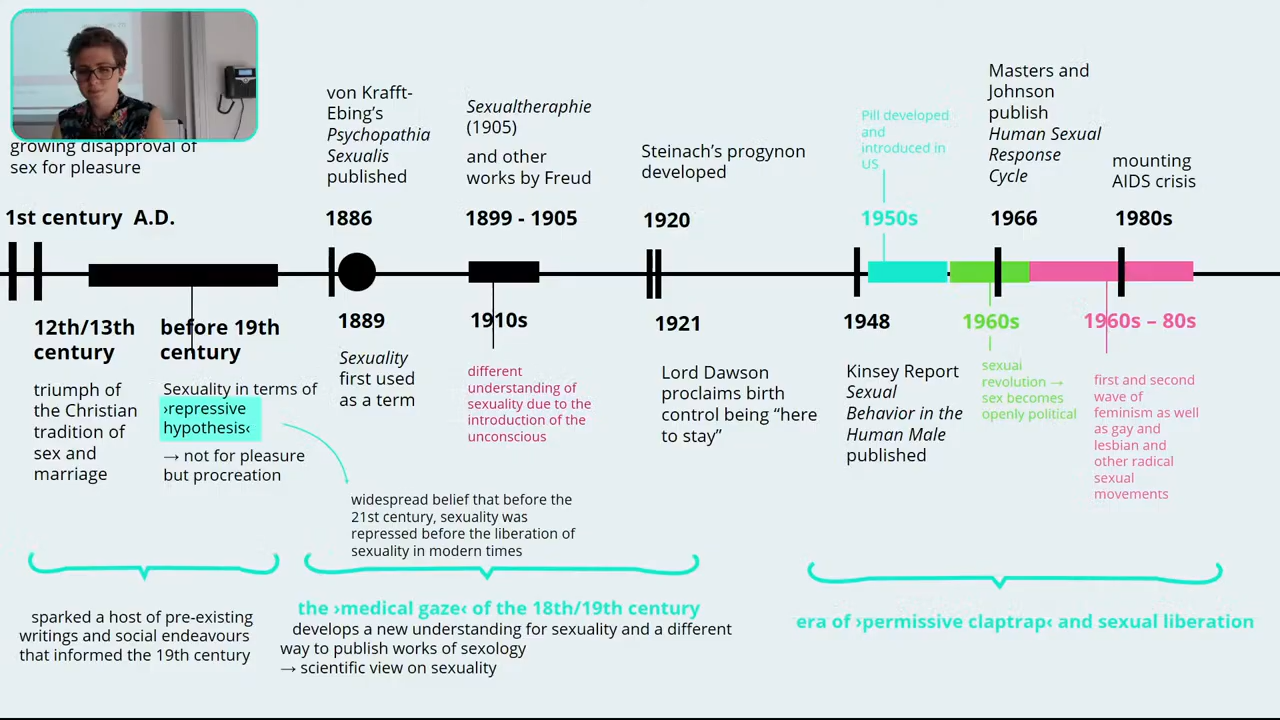 growing disapproval of
sex for pleasure
1st century A.D.
12th/13th
century
triumph of
the Christian
tradition of
sex and
marriage
before 19th
century
Sexuality in terms of
›repressive
hypothesis‹
→ not for pleasure
but procreation
von Krafft-
Ebing’s
Psychopathia
Sexualis
published
1886
1889
Sexuality
first used
as a term
Sexualtheraphie
(1905)
and other
works by Freud
1899 - 1905
1910s
different
understanding of
sexuality due to the
introduction of the
unconscious
widespread belief that before the
21st century, sexuality was
repressed before the liberation of
sexuality in modern times
Steinach’s progynon
developed
1920
1921
Lord Dawson
proclaims birth
control being “here
to stay”
1948
Kinsey Report
Sexual
Behavior in the
Human Male
published
Pill developed
and
introduced in
US
1950s
Masters and
Johnson
publish
Human Sexual
Response
Cycle
1966
1960s
sexual
revolution →
sex becomes
openly political
mounting
AIDS crisis
1980s
1960s – 80s
first and second
wave of
feminism as well
as gay and
lesbian and
other radical
sexual
movements
sparked a host of pre-existing
writings and social endeavours
that informed the 19th century
the ›medical gaze‹ of the 18th/19th century
develops a new understanding for sexuality and a different
way to publish works of sexology
→ scientific view on sexuality
era of ›permissive claptrap‹ and sexual liberation